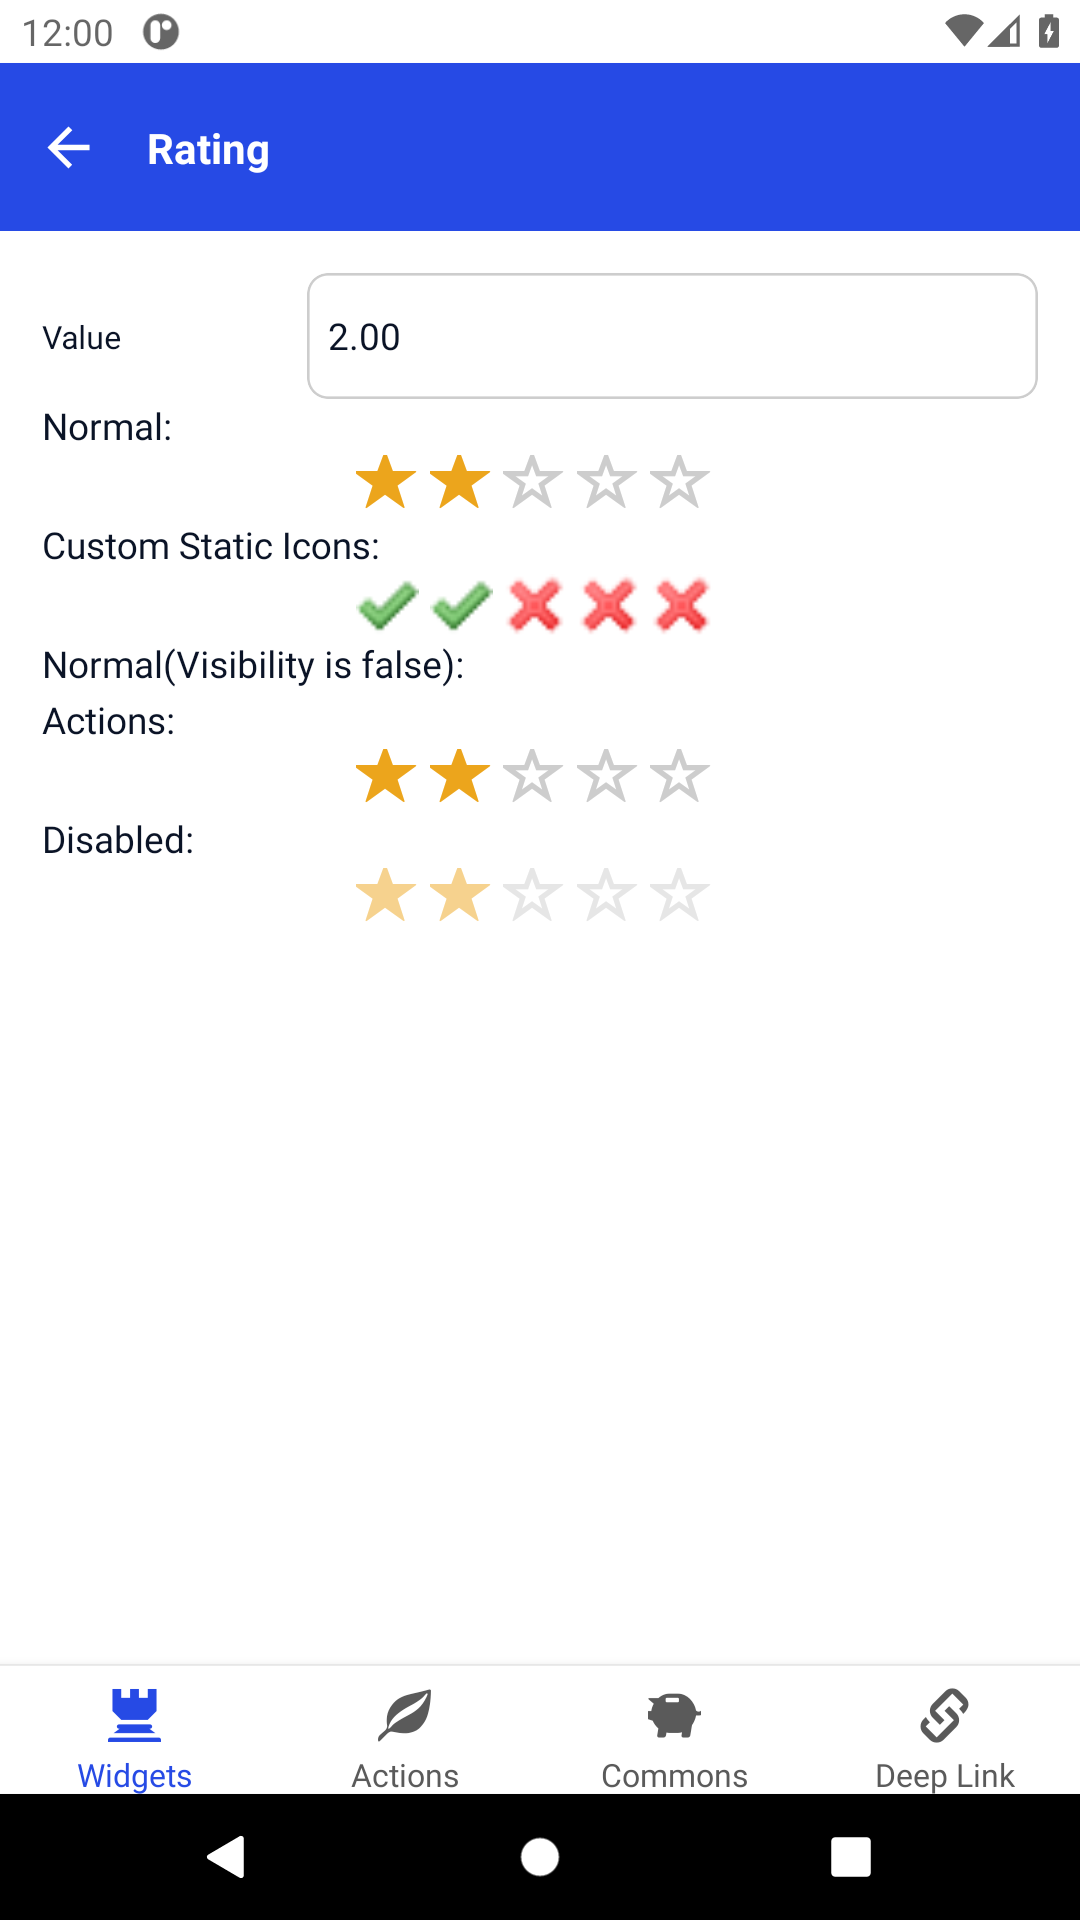 12:00
Rating
Value
2.00
Normal:
Custom Static Icons:
Normal(Visibility is false):
Actions:
Disabled:
Widgets
Actions
Commons
Deep Link